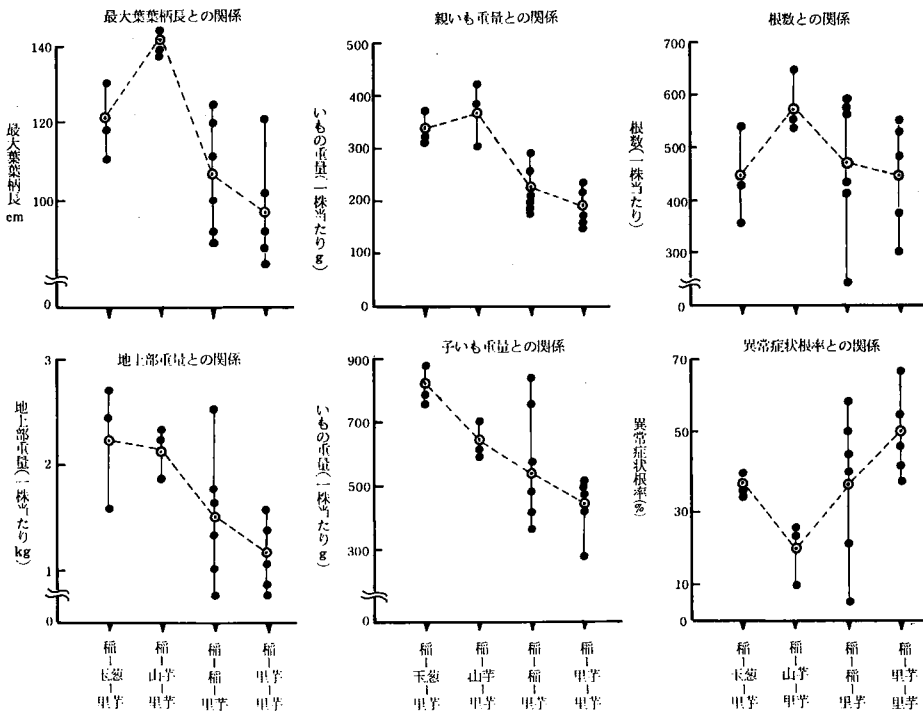 最大葉葉柄長との関係
140
120
100
0
最大葉葉柄長
cm
親いも重量との関係
500
400
300
200
100
0
いもの重量(一株当たりg)
根数との関係
700
600
500
400
300
0
根数(一株当たり)
地上部重量との関係
3
2
1
0
地上部重量(一株当たりkg)
稲―玉葱―里芋
稲―山芋―里芋
稲―稲―里芋
稲―里芋―里芋
子いも重量との関係
900
700
500
300
0
いもの重量(一株当たりg)
稲―玉葱―里芋
稲―山芋―里芋
稲―稲―里芋
稲―里芋―里芋
異常症状根率との関係
70
50
30
10
0
異常症状根率(%)
稲―玉葱―里芋
稲―山芋―里芋
稲―稲―里芋
稲―里芋―里芋